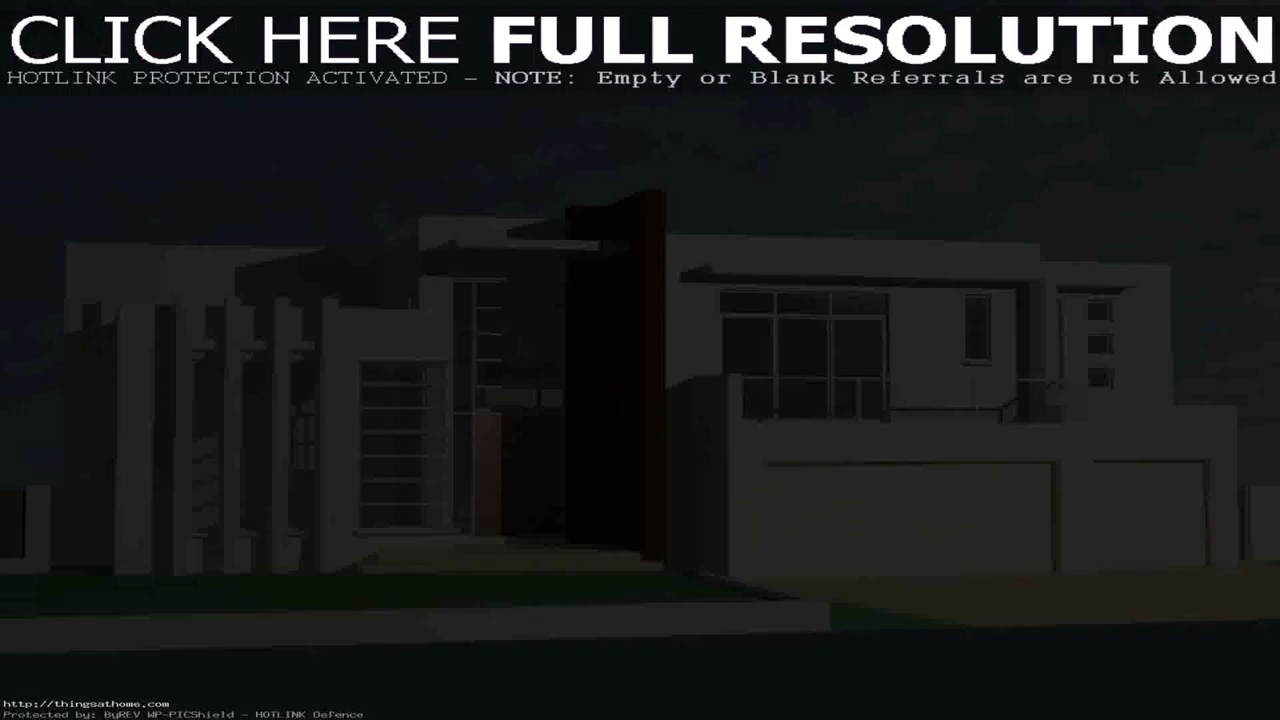 CLICK HERE FULL RESOLUTION
HOTLINK PROTECTION ACTIVATED – NOTE: Empty or Blank Referrals are not Allowed
http://thingsathome.com
Protected by: ByREV WP-PICShield – HOTLINK Defence